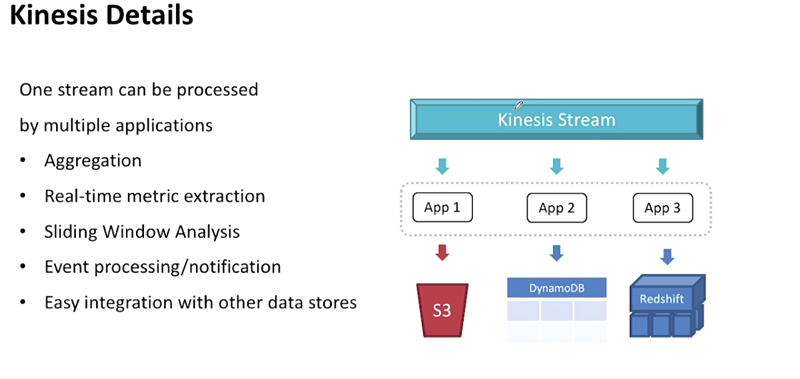 Kinesis Details
One stream can be processed
by multiple applications
• Aggregation
• Real-time metric extraction
• Sliding Window Analysis
• Event processing/notification
• Easy integration with other data stores
Kinesis Stream
App 1
App 2
App 3
S3
DynamoDB
Redshift